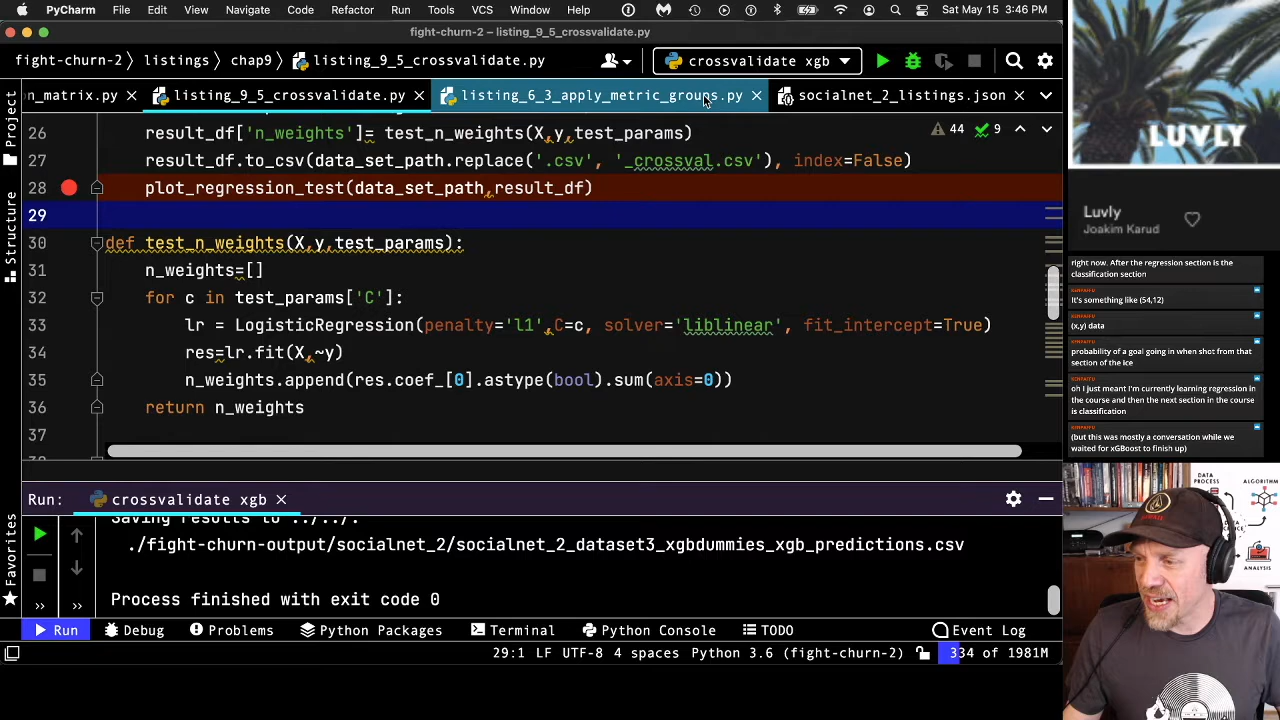 PyCharm File Edit View Navigate Code Refactor Run Tools VCS Window Help Sat May 15 3:46 PM
fight-churn-2 – listing_9_5_crossvalidate.py
fight-churn-2 listings chap9 listing_9_5_crossvalidate.py crossvalidate xgb
n_matrix.py listing_9_5_crossvalidate.py listing_6_3_apply_metric_groups.py socialnet_2_listings.json
Project
Structure
Favorites
44 9
26 result_df['n_weights']= test_n_weights(X,y,test_params)
27 result_df.to_csv(data_set_path.replace('.csv', '_crossval.csv'), index=False)
28 plot_regression_test(data_set_path,result_df)
29
30 def test_n_weights(X,y,test_params):
31 n_weights=[]
32 for c in test_params['C']:
33 lr = LogisticRegression(penalty='l1',C=c, solver='liblinear', fit_intercept=True)
34 res=lr.fit(X,~y)
35 n_weights.append(res.coef_[0].astype(bool).sum(axis=0))
36 return n_weights
37
Run: crossvalidate xgb
Saving results to ../../.
./fight-churn-output/socialnet_2/socialnet_2_dataset3_xgbdummies_xgb_predictions.csv
Process finished with exit code 0
Run Debug Problems Python Packages Terminal Python Console TODO Event Log
29:1 LF UTF-8 4 spaces Python 3.6 (fight-churn-2) 334 of 1981M
LUVLY
Luvly
Joakim Karud
right now. After the regression section is the
classification section
It's something like (54,12)
(x,y) data
probability of a goal going in when shot from that
section of the ice
oh I just meant I'm currently learning regression in
the course and then the next section in the course
is classification
(but this was mostly a conversation while we
waited for xGBoost to finish up)
DATA
PROCESS
ALGORITHM
ANALYSIS